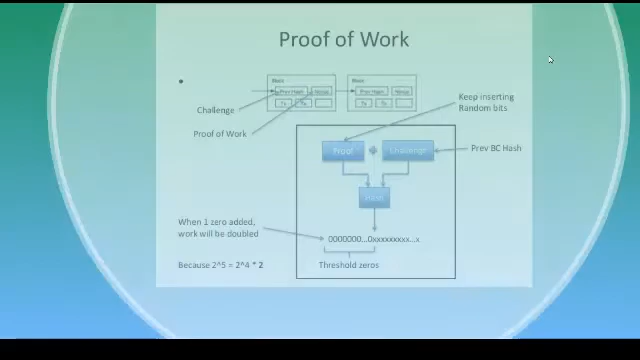 Proof of Work
Block
Block
Prev Hash
Nonce
Prev Hash
Nonce
Tx
Tx
Tx
Tx
Challenge
Proof of Work
Keep inserting
Random bits
Proof
Challenge
Prev BC Hash
Hash
When 1 zero added,
work will be doubled
0000000...0xxxxxxxxx...x
Because 2^5 = 2^4 * 2
Threshold zeros